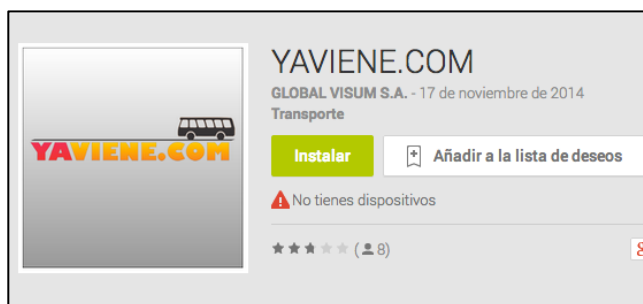 YAVIENE.COM
YAVIENE.COM
GLOBAL VISUM S.A. - 17 de noviembre de 2014
Transporte
Instalar
Añadir a la lista de deseos
No tienes dispositivos
(8)